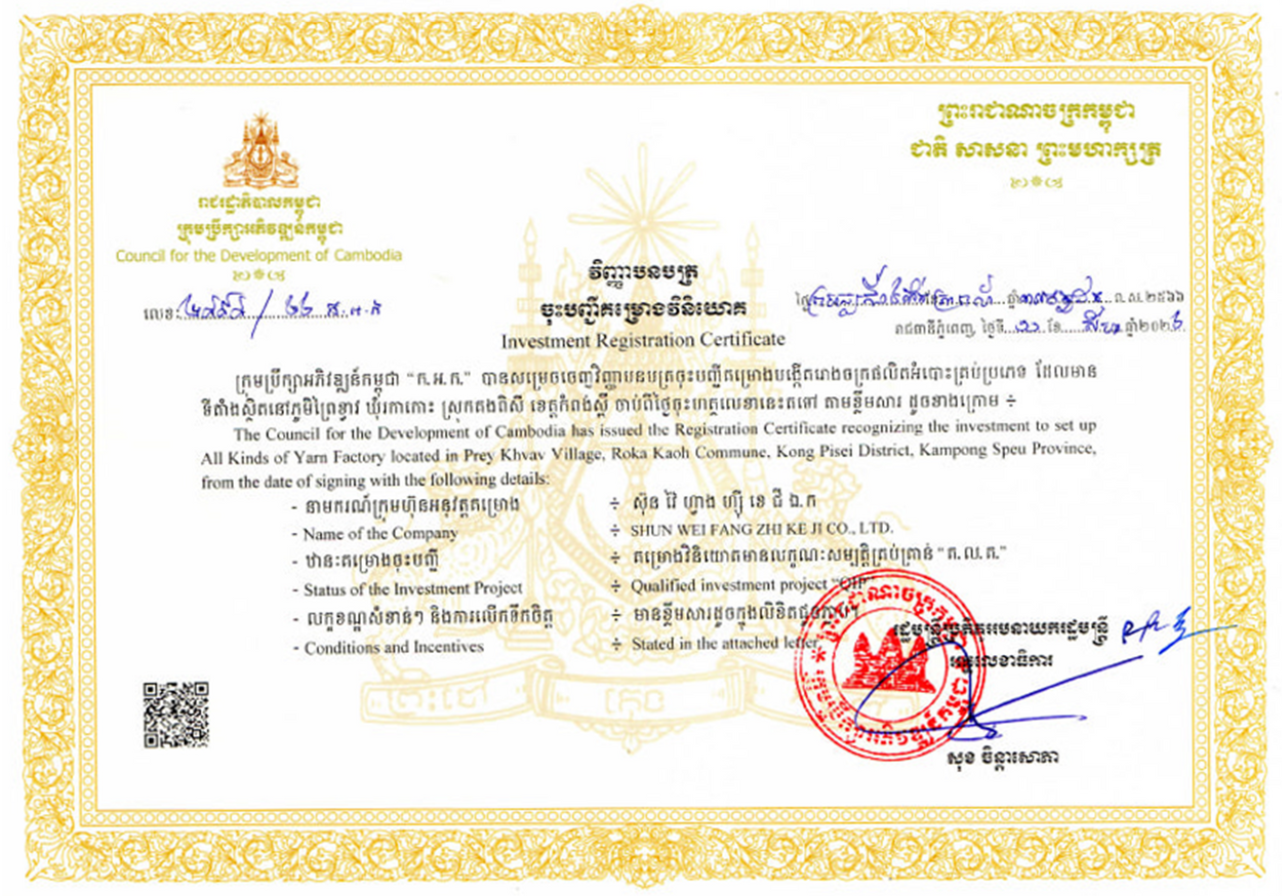 ព្រះរាជាណាចក្រកម្ពុជា
ជាតិ សាសនា ព្រះមហាក្សត្រ
រាជរដ្ឋាភិបាលកម្ពុជា
ក្រុមប្រឹក្សាអភិវឌ្ឍន៍កម្ពុជា
Council for the Development of Cambodia
លេខ:
វិញ្ញាបនបត្រ
ចុះបញ្ជីគម្រោងវិនិយោគ
Investment Registration Certificate
ថ្ងៃ ឆ្នាំ ព.ស.២៥៦៦
រាជធានីភ្នំពេញ, ថ្ងៃទី ខែ ឆ្នាំ២០២
ក្រុមប្រឹក្សាអភិវឌ្ឍន៍កម្ពុជា “ក.អ.ក.” បានសម្រេចចេញវិញ្ញាបនបត្រចុះបញ្ជីគម្រោងបង្កើតរោងចក្រផលិតអំបោះគ្រប់ប្រភេទ ដែលមាន
ទីតាំងស្ថិតនៅភូមិព្រៃខ្វាវ ឃុំរកាកោះ ស្រុកគងពិសី ខេត្តកំពង់ស្ពឺ ចាប់ពីថ្ងៃចុះហត្ថលេខានេះតទៅ តាមខ្លឹមសារ ដូចខាងក្រោម ÷
The Council for the Development of Cambodia has issued the Registration Certificate recognizing the investment to set up
All Kinds of Yarn Factory located in Prey Khvav Village, Roka Kaoh Commune, Kong Pisei District, Kampong Speu Province,
from the date of signing with the following details:
- នាមករណ៍ក្រុមហ៊ុនអនុវត្តគម្រោង ÷ ស៊ុន វ៉ៃ ហ្វាង ហ្ស៊ី ខេ ជី ឯ.ក
- Name of the Company ÷ SHUN WEI FANG ZHI KE JI CO., LTD.
- ឋានៈគម្រោងចុះបញ្ជី ÷ គម្រោងវិនិយោគមានលក្ខណៈសម្បត្តិគ្រប់គ្រាន់ “គ.ល.គ.”
- Status of the Investment Project ÷ Qualified investment project “QIP”
- លក្ខខណ្ឌសំខាន់ៗ និងការលើកទឹកចិត្ត ÷ មានខ្លឹមសារដូចក្នុងលិខិតជូនភ្ជាប់។
- Conditions and Incentives ÷ Stated in the attached letter.
រដ្ឋមន្ត្រីប្រតិភូអមនាយករដ្ឋមន្ត្រី
អគ្គលេខាធិការ
សុខ ចិន្តាសោភា